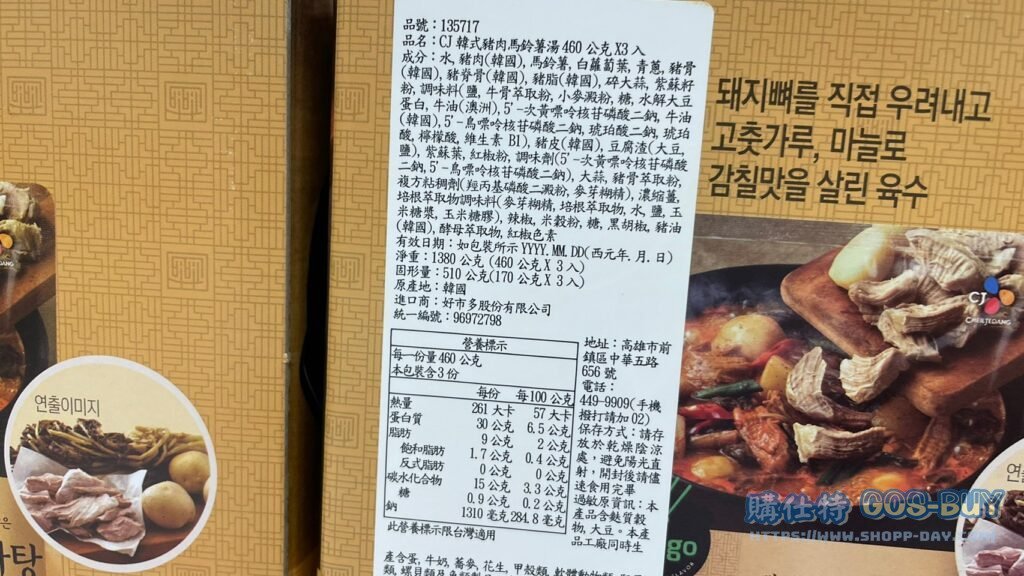 品號：135717
品名：CJ 韓式豬肉馬鈴薯湯 460 公克 X3 入
成分：水, 豬肉(韓國), 馬鈴薯, 白蘿蔔葉, 青蔥, 豬骨
(韓國), 豬脊骨(韓國), 豬脂(韓國), 碎大蒜, 紫蘇籽
粉, 調味料(鹽, 牛骨萃取粉, 小麥澱粉, 糖, 水解大豆
蛋白, 牛油(澳洲), 5'-次黃嘌呤核苷磷酸二鈉, 牛油
(韓國), 5'-鳥嘌呤核苷磷酸二鈉, 琥珀酸二鈉, 琥珀
酸, 檸檬酸, 維生素 B1), 豬皮(韓國), 豆腐渣(大豆,
鹽), 紫蘇葉, 紅椒粉, 調味劑(5'-次黃嘌呤核苷磷酸
二鈉, 5'-鳥嘌呤核苷磷酸二鈉), 大蒜, 豬骨萃取粉,
複方粘稠劑(羥丙基磷酸二澱粉, 麥芽糊精), 濃縮薑,
培根萃取物調味料(麥芽糊精, 培根萃取物, 水, 鹽, 玉
米糖漿, 玉米糖膠), 辣椒, 米穀粉, 糖, 黑胡椒, 豬油
(韓國), 酵母萃取物, 紅椒色素
有效日期：如包裝所示 YYYY.MM.DD(西元年.月.日)
淨重：1380 公克 (460 公克 X 3 入)
固形量：510 公克(170 公克 X 3 入)
原產地：韓國
進口商：好市多股份有限公司
統一編號：96972798
營養標示
每一份量 460 公克
本包裝含 3 份
每份 每 100 公克
熱量 261 大卡 57 大卡
蛋白質 30 公克 6.5 公克
脂肪 9 公克 2 公克
飽和脂肪 1.7 公克 0.4 公克
反式脂肪 0 公克 0 公克
碳水化合物 15 公克 3.3 公克
糖 0.9 公克 0.2 公克
鈉 1310 毫克 284.8 毫克
此營養標示限台灣適用
地址：高雄市前
鎮區中華五路
656 號
電話：
449-9909(手機
撥打請加 02)
保存方式：請存
放於乾燥陰涼
處，避免陽光直
射，開封後請儘
速食用完畢
過敏原資訊：本
產品含麩質穀
物, 大豆。本產
品工廠同時生
產含蛋, 牛奶, 蕎麥, 花生, 甲殼類, 軟體動物類
돼지뼈를 직접 우려내고
고춧가루, 마늘로
감칠맛을 살린 육수
CJ
CHEILJEDANG
연출이미지
탕
go
購仕特 GOS-BUY
HTTPS://WWW.SHOPP-DAY.COM